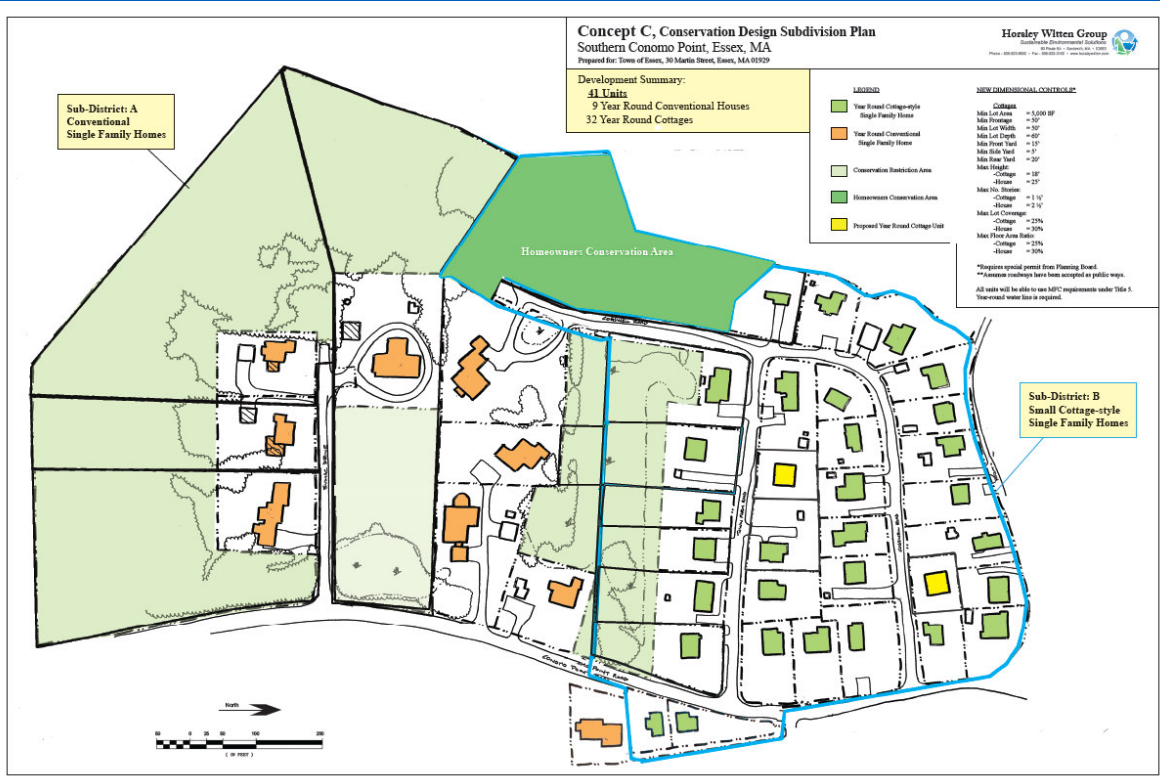 Concept C, Conservation Design Subdivision Plan
Southern Conomo Point, Essex, MA
Prepared for: Town of Essex, 30 Martin Street, Essex, MA 01929
Horsley Witten Group
Sustainable Environmental Solutions
Development Summary:
41 Units
9 Year Round Conventional Houses
32 Year Round Cottages
LEGEND
Year Round Cottage-style
Single Family Home
Year Round Conventional
Single Family Home
Conservation Restriction Area
Homeowners Conservation Area
Proposed Year Round Cottage Unit
NEW DIMENSIONAL CONTROLS*
Cottages
Min Lot Area = 5,000 SF
Min Frontage = 50'
Min Lot Width = 50'
Min Lot Depth = 60'
Min Front Yard = 15'
Min Side Yard = 5'
Min Rear Yard = 20'
Max Height:
-Cottage = 18'
-House = 25'
Max No. Stories:
-Cottage = 1 ½'
-House = 2 ½'
Max Lot Coverage:
-Cottage = 25%
-House = 30%
Max Floor Area Ratio:
-Cottage = 25%
-House = 30%
*Requires special permit from Planning Board.
**Assumes roadways have been accepted as public ways.
All units will be able to use MFC requirements under Title 5.
Year-round water line is required.
Sub-District: A
Conventional
Single Family Homes
Homeowners Conservation Area
Sub-District: B
Small Cottage-style
Single Family Homes
North
50 0 25 50 100 200
( IN FEET )